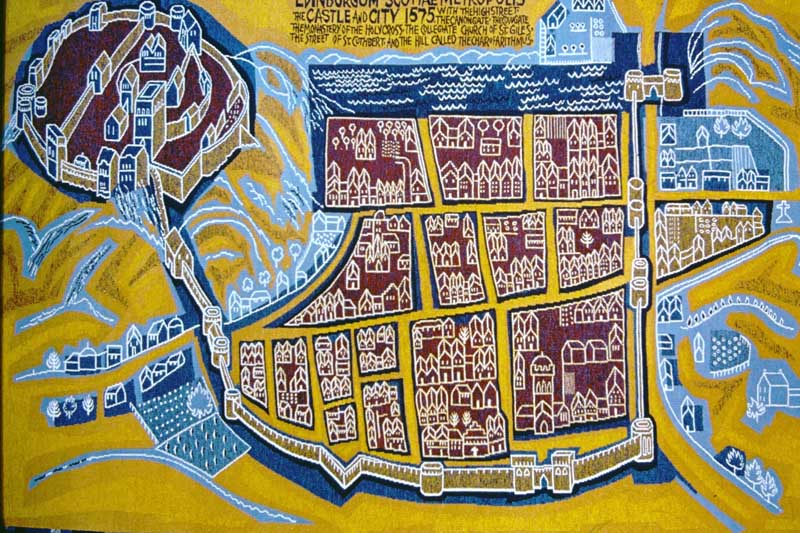 EDINBURGUM SCOTIAE METROPOLIS
THE CASTLE AND CITY 1575 WITH THE HIGH STREET
THE CANONGATE · THE COWGATE
THE MONASTERY OF THE HOLYCROSS · THE COLLEGIATE CHURCH OF ST GILES
THE STREET OF ST CUTHBERT AND THE HILL CALLED THE CHAIR OF ARTHUR